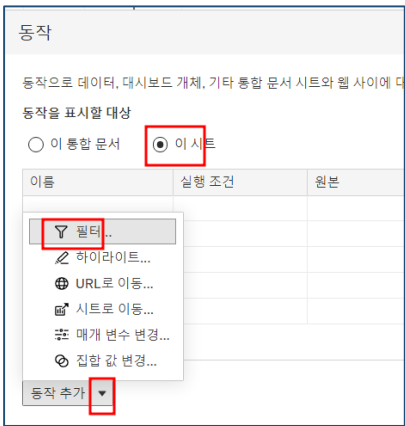 동작
동작으로 데이터, 대시보드 개체, 기타 통합 문서 시트와 웹 사이에 대
동작을 표시할 대상
이 통합 문서 이 시트
이름 실행 조건 원본
필터...
하이라이트...
URL로 이동...
시트로 이동...
매개 변수 변경...
집합 값 변경...
동작 추가